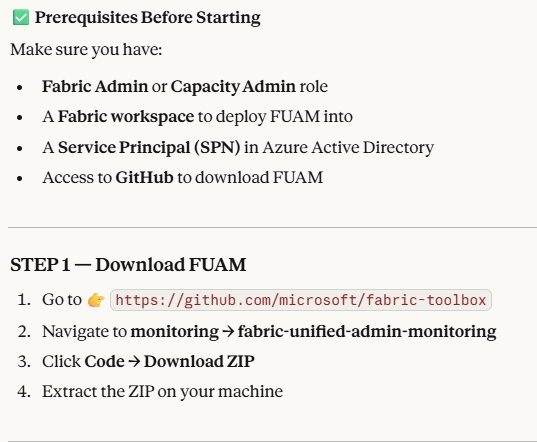 ✅ Prerequisites Before Starting
Make sure you have:
• Fabric Admin or Capacity Admin role
• A Fabric workspace to deploy FUAM into
• A Service Principal (SPN) in Azure Active Directory
• Access to GitHub to download FUAM
STEP 1 — Download FUAM
1. Go to 👉 https://github.com/microsoft/fabric-toolbox
2. Navigate to monitoring → fabric-unified-admin-monitoring
3. Click Code → Download ZIP
4. Extract the ZIP on your machine